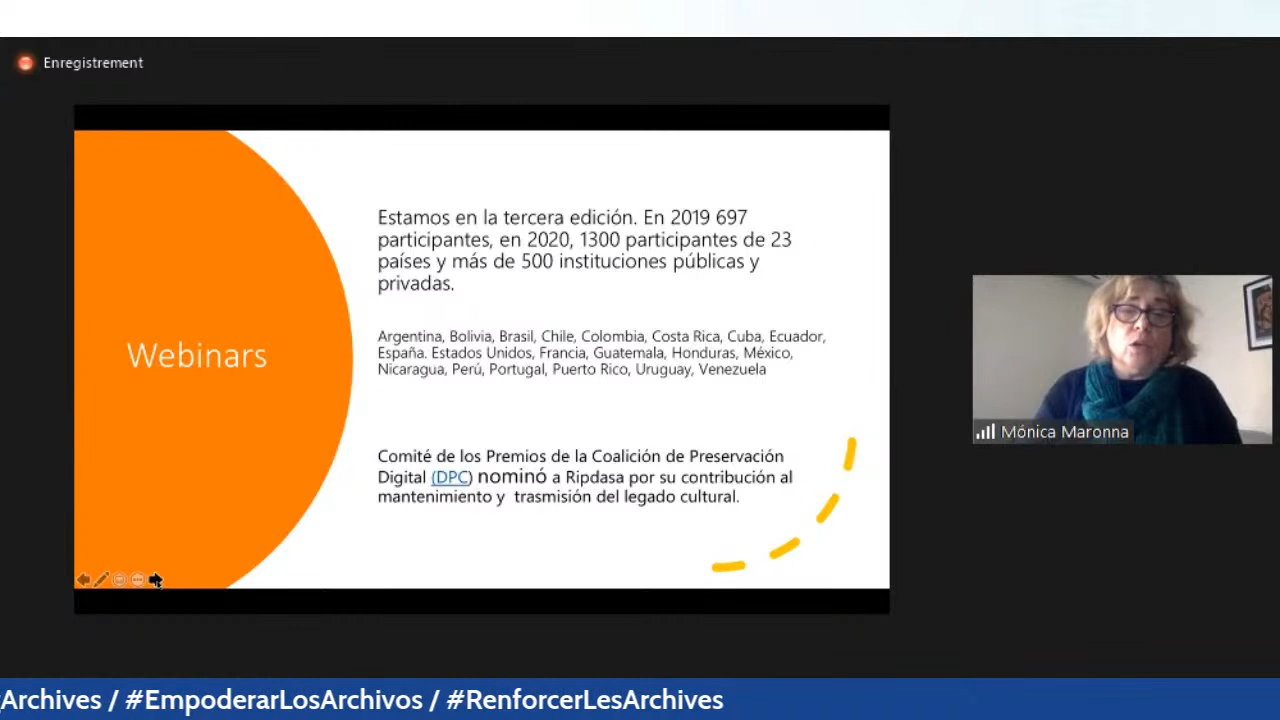 Enregistrement
Estamos en la tercera edición. En 2019 697
participantes, en 2020, 1300 participantes de 23
países y más de 500 instituciones públicas y
privadas.
Webinars
Argentina, Bolivia, Brasil, Chile, Colombia, Costa Rica, Cuba, Ecuador,
España. Estados Unidos, Francia, Guatemala, Honduras, México,
Nicaragua, Perú, Portugal, Puerto Rico, Uruguay, Venezuela
Comité de los Premios de la Coalición de Preservación
Digital (DPC) nominó a Ripdasa por su contribución al
mantenimiento y trasmisión del legado cultural.
Mónica Maronna
Archives / #EmpoderarLosArchivos / #RenforcerLesArchives